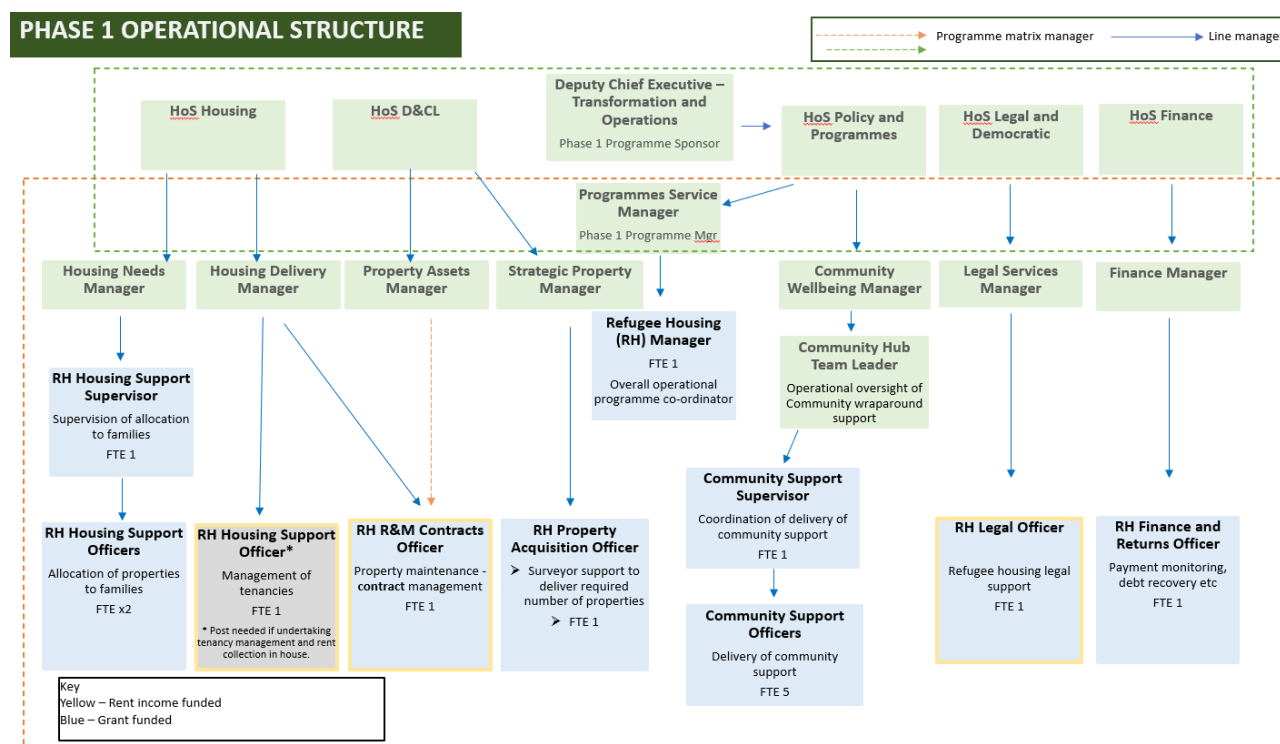 PHASE 1 OPERATIONAL STRUCTURE
Programme matrix manager
Line manage
HoS Housing
HoS D&CL
Deputy Chief Executive –
Transformation and
Operations
Phase 1 Programme Sponsor
HoS Policy and
Programmes
HoS Legal and
Democratic
HoS Finance
Programmes Service
Manager
Phase 1 Programme Mgr
Housing Needs
Manager
Housing Delivery
Manager
Property Assets
Manager
Strategic Property
Manager
Community
Wellbeing Manager
Legal Services
Manager
Finance Manager
Refugee Housing
(RH) Manager
FTE 1
Overall operational
programme co-ordinator
Community Hub
Team Leader
Operational oversight of
Community wraparound
support
RH Housing Support
Supervisor
Supervision of allocation
to families
FTE 1
Community Support
Supervisor
Coordination of delivery of
community support
FTE 1
RH Housing Support
Officers
Allocation of properties
to families
FTE x2
RH Housing Support
Officer*
Management of
tenancies
FTE 1
* Post needed if undertaking
tenancy management and rent
collection in house.
RH R&M Contracts
Officer
Property maintenance -
contract management
FTE 1
RH Property
Acquisition Officer
➤ Surveyor support to
deliver required
number of properties
➤ FTE 1
Community Support
Officers
Delivery of community
support
FTE 5
RH Legal Officer
Refugee housing legal
support
FTE 1
RH Finance and
Returns Officer
Payment monitoring,
debt recovery etc
FTE 1
Key
Yellow – Rent income funded
Blue – Grant funded